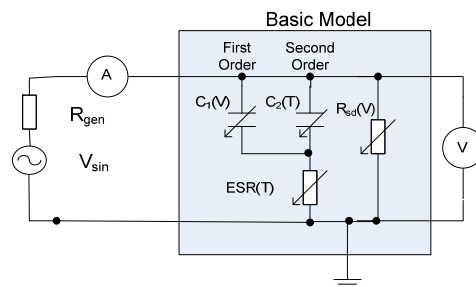 Basic Model
First
Order
Second
Order
A
C₁(V)
C₂(T)
Rsd(V)
Rgen
V
Vsin
ESR(T)